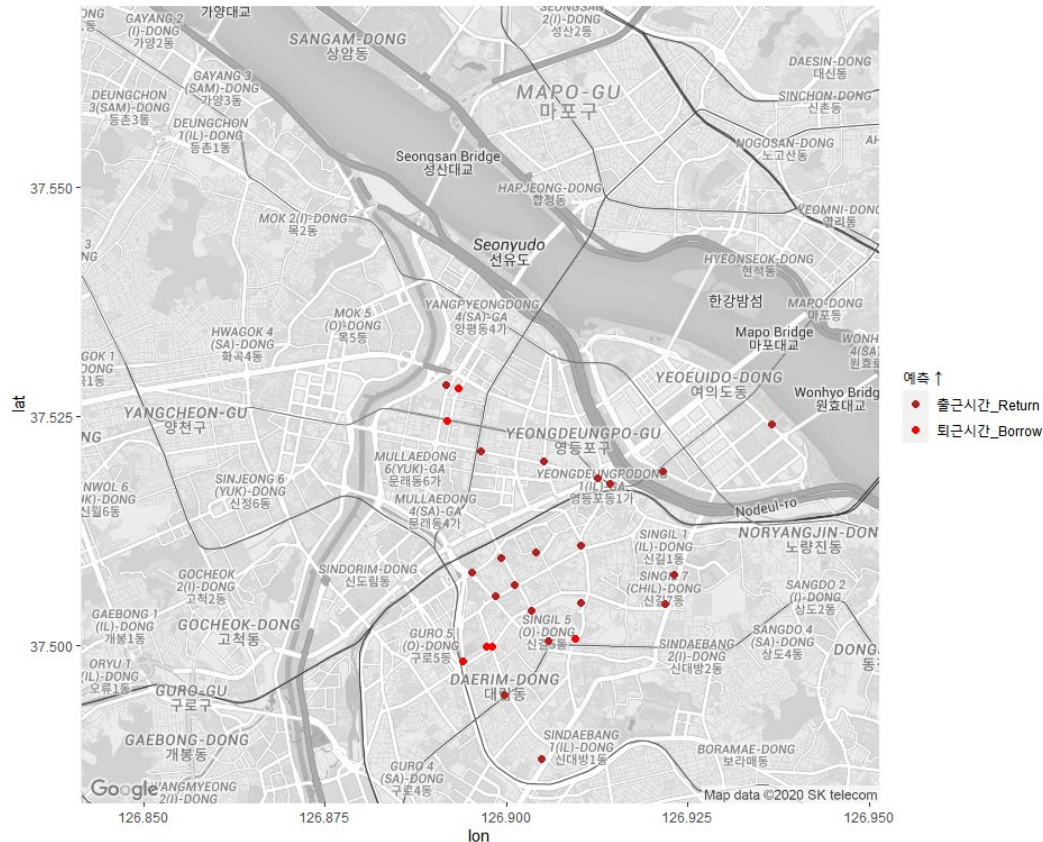 가양대교
GAYANG 2
(I)-DONG
가양2동
SANGAM-DONG
상암동
2(I)-DONG
성산2동
DAESIN-DONG
대신동
GAYANG 3
(SAM)-DONG
가양3동
DEUNGCHON
3(SAM)-DONG
등촌3동
MAPO-GU
마포구
SINCHON-DONG
신촌동
DEUNGCHON
1(IL)-DONG
등촌1동
Seongsan Bridge
성산대교
NOGOSAN-DONG
노고산동
HAPJEONG-DONG
합정동
37.550
YEOMNI-DONG
염리동
MOK 2(I)-DONG
목2동
Seonyudo
선유도
HYEONSEOK-DONG
현석동
한강밤섬
YANGPYEONGDONG
4(SA)-GA
양평동4가
MAPO-DONG
마포동
MOK 5
(O)-DONG
목5동
HWAGOK 4
(SA)-DONG
화곡4동
Mapo Bridge
마포대교
YEOEUIDO-DONG
여의도동
Wonhyo Bridg
원효대교
예측 ↑
출근시간_Return
퇴근시간_Borrow
lat
37.525
YANGCHEON-GU
양천구
YEONGDEUNGPO-GU
영등포구
MULLAEDONG
6(YUK)-GA
문래동6가
YEONGDEUNGPODONG
영등포동1가
SINJEONG 6
(YUK)-DONG
신정6동
MULLAEDONG
4(SA)-GA
문래동4가
Nodeul-ro
SINGIL 1
(IL)-DONG
신길1동
NORYANGJIN-DON
노량진동
SINDORIM-DONG
신도림동
GOCHEOK
2(I)-DONG
고척2동
(CHIL)-DONG
신길7동
SANGDO 2
(I)-DONG
상도2동
GAEBONG 1
(IL)-DONG
개봉1동
GOCHEOK-DONG
고척동
GURO 5
(O)-DONG
구로5동
SINGIL 5
(O)-DONG
SANGDO 4
(SA)-DONG
상도4동
37.500
SINDAEBANG
2(I)-DONG
신대방2동
ORYU 1
(IL)-DONG
오류1동
DAERIM-DONG
대림동
GURO-GU
구로구
GAEBONG-DONG
개봉동
SINDAEBANG
1(IL)-DONG
신대방1동
BORAMAE-DONG
보라매동
GURO 4
(SA)-DONG
구로4동
Google
2(I)-DONG
Map data ©2020 SK telecom
126.850
126.875
126.900
126.925
126.950
lon